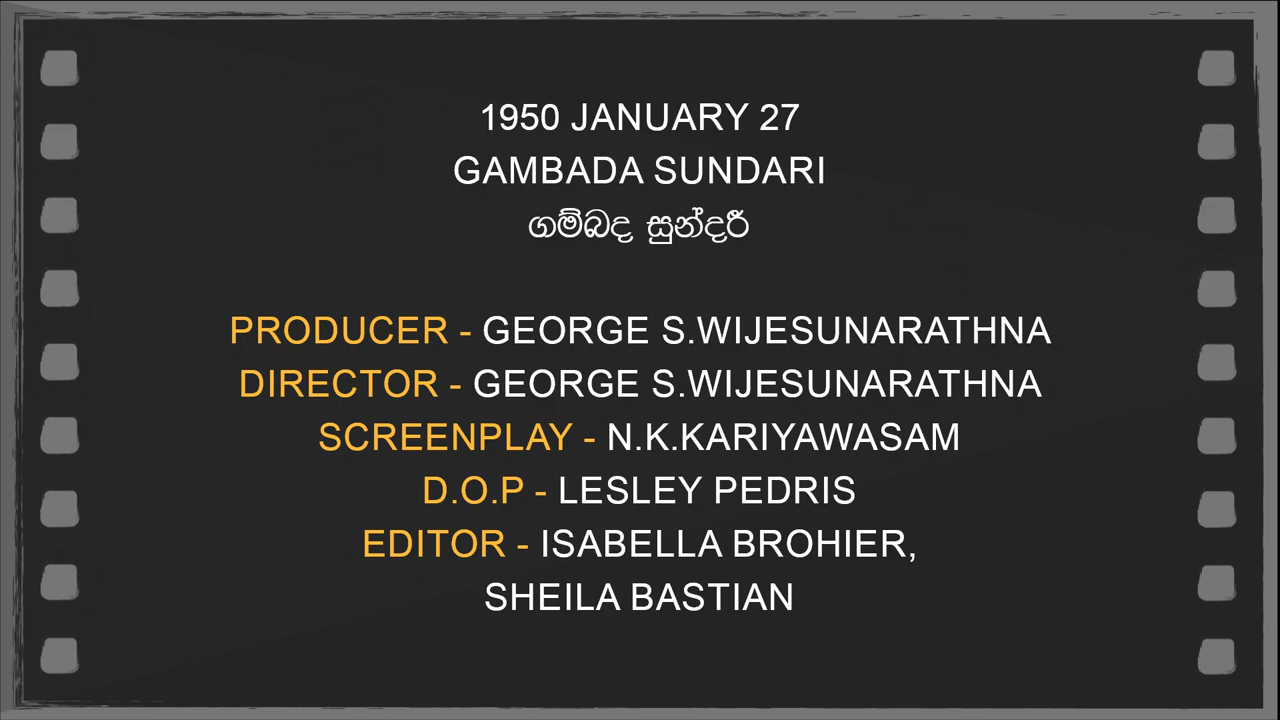 1950 JANUARY 27
GAMBADA SUNDARI
ගම්බද සුන්දරී
PRODUCER - GEORGE S.WIJESUNARATHNA
DIRECTOR - GEORGE S.WIJESUNARATHNA
SCREENPLAY - N.K.KARIYAWASAM
D.O.P - LESLEY PEDRIS
EDITOR - ISABELLA BROHIER,
SHEILA BASTIAN